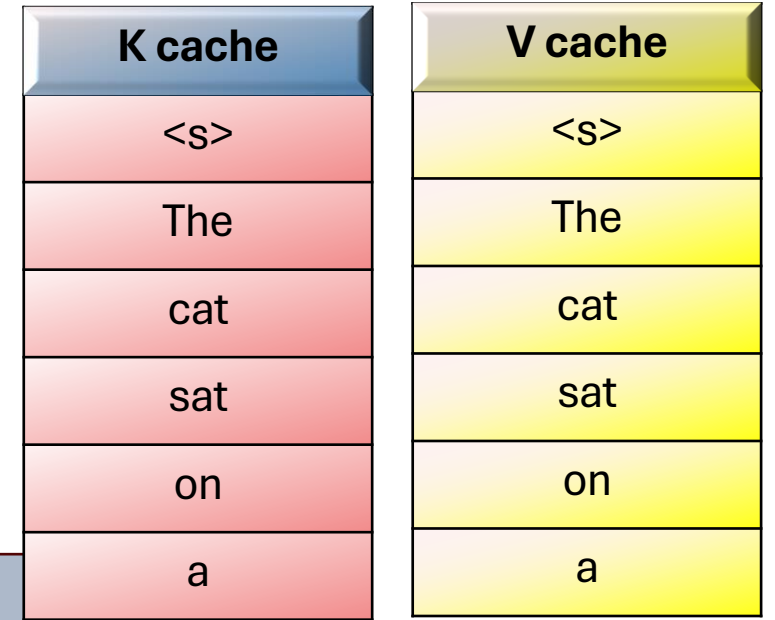 K cache
<s>
The
cat
sat
on
a
V cache
<s>
The
cat
sat
on
a